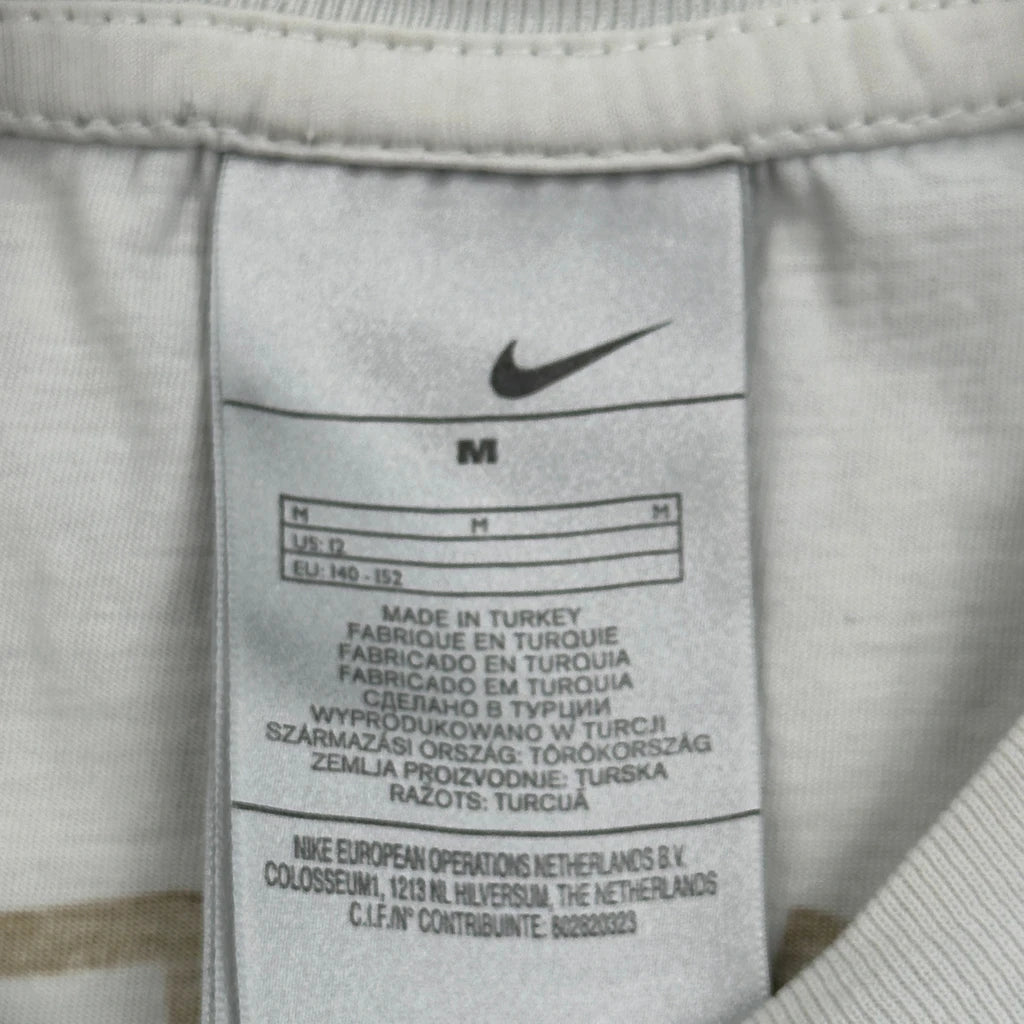 M
M M M
US: 12
EU: 140 - 152
MADE IN TURKEY
FABRIQUE EN TURQUIE
FABRICADO EN TURQUIA
FABRICADO EM TURQUIA
СДЕЛАНО В ТУРЦИИ
WYPRODUKOWANO W TURCJI
SZÁRMAZÁSI ORSZÁG: TÖRÖKORSZÁG
ZEMLJA PROIZVODNJE: TURSKA
RAŽOTS: TURCIJĀ
NIKE EUROPEAN OPERATIONS NETHERLANDS B.V.
COLOSSEUM1, 1213 NL HILVERSUM, THE NETHERLANDS
C.I.F./N° CONTRIBUINTE: 802820323